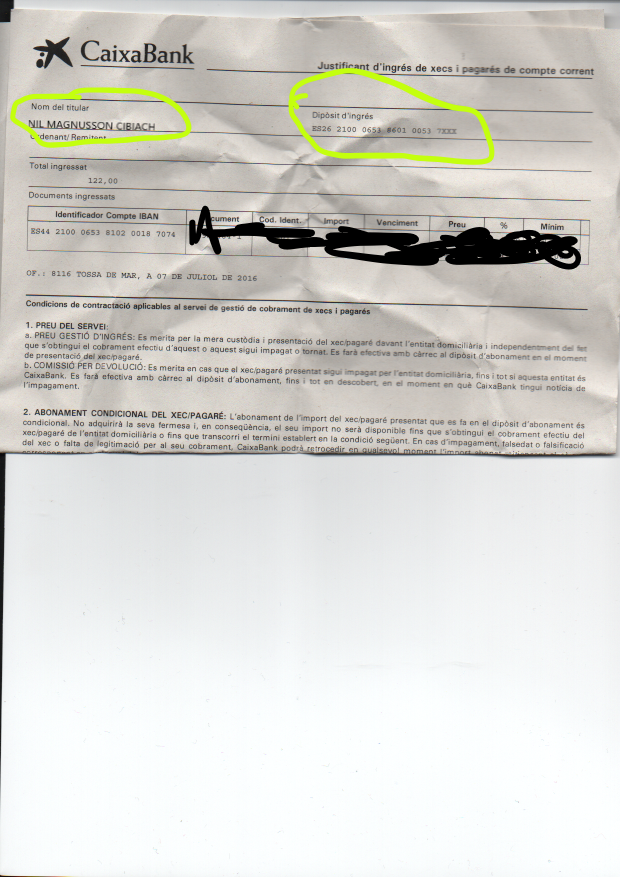 CaixaBank
Justificant d'ingrés de xecs i pagarés de compte corrent
Nom del titular
NIL MAGNUSSON CIBIACH
Ordenant/ Remitent
Dipòsit d'ingrés
ES26 2100 0653 8601 0053 7XXX
Total ingressat
122,00
Documents ingressats
Identificador Compte IBAN cument Cod. Ident. Import Venciment Preu % Mínim
ES44 2100 0653 8102 0018 7074
OF.: 8116 TOSSA DE MAR, A 07 DE JULIOL DE 2016
Condicions de contractació aplicables al servei de gestió de cobrament de xecs i pagarés
1. PREU DEL SERVEI:
a. PREU GESTIÓ D'INGRÉS: Es merita per la mera custòdia i presentació del xec/pagaré davant l'entitat domiciliària i independentment del fet
que s'obtingui el cobrament efectiu d'aquest o aquest sigui impagat o tornat. Es farà efectiva amb càrrec al dipòsit d'abonament en el moment
de presentació del xec/pagaré.
b. COMISSIÓ PER DEVOLUCIÓ: Es merita en cas que el xec/pagaré presentat sigui impagat per l'entitat domiciliària, fins i tot si aquesta entitat és
CaixaBank. Es farà efectiva amb càrrec al dipòsit d'abonament, fins i tot en descobert, en el moment en què CaixaBank tingui notícia de
l'impagament.
2. ABONAMENT CONDICIONAL DEL XEC/PAGARÉ: L'abonament de l'import del xec/pagaré presentat que es fa en el dipòsit d'abonament és
condicional. No adquirirà la seva fermesa i, en conseqüència, el seu import no serà disponible fins que s'obtingui el cobrament efectiu del
xec/pagaré de l'entitat domiciliària o fins que transcorri el termini establert en la condició següent. En cas d'impagament, falsedat o falsificació
del xec o falta de legitimació per al seu cobrament, CaixaBank podrà retrocedir en qualsevol moment l'import